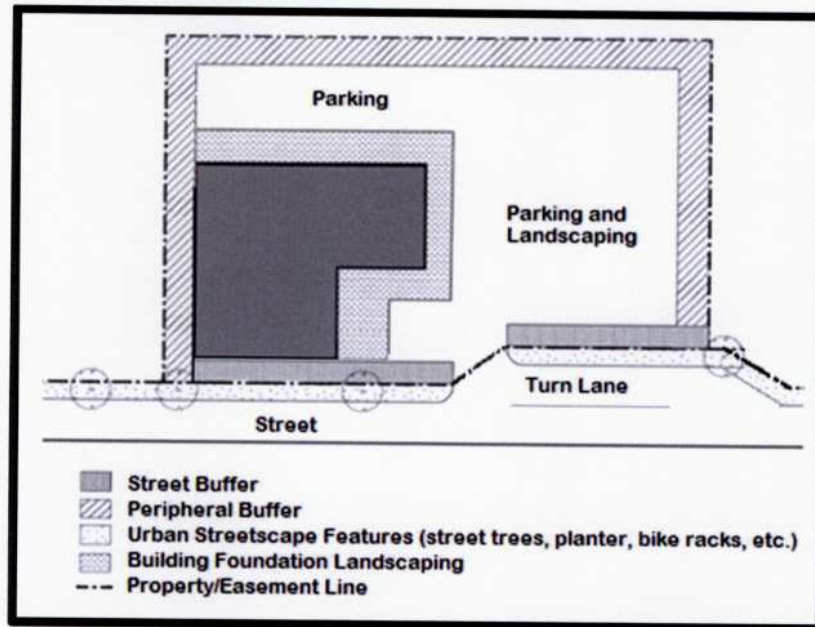 Parking
Parking and
Landscaping
Turn Lane
Street
Street Buffer
Peripheral Buffer
Urban Streetscape Features (street trees, planter, bike racks, etc.)
Building Foundation Landscaping
Property/Easement Line